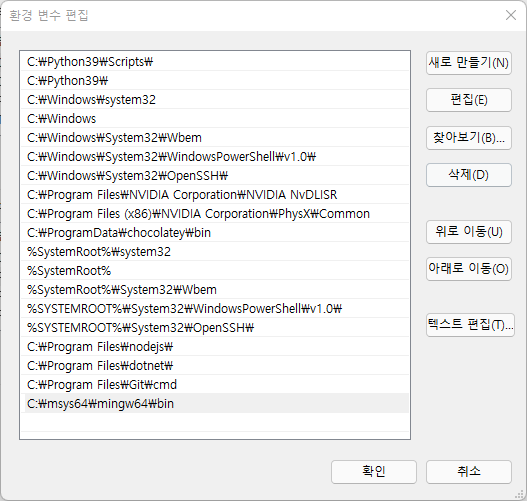 환경 변수 편집
C:₩Python39₩Scripts₩
C:₩Python39₩
C:₩Windows₩system32
C:₩Windows
C:₩Windows₩System32₩Wbem
C:₩Windows₩System32₩WindowsPowerShell₩v1.0₩
C:₩Windows₩System32₩OpenSSH₩
C:₩Program Files₩NVIDIA Corporation₩NVIDIA NvDLISR
C:₩Program Files (x86)₩NVIDIA Corporation₩PhysX₩Common
C:₩ProgramData₩chocolatey₩bin
%SystemRoot%₩system32
%SystemRoot%
%SystemRoot%₩System32₩Wbem
%SYSTEMROOT%₩System32₩WindowsPowerShell₩v1.0₩
%SYSTEMROOT%₩System32₩OpenSSH₩
C:₩Program Files₩nodejs₩
C:₩Program Files₩dotnet₩
C:₩Program Files₩Git₩cmd
C:₩msys64₩mingw64₩bin
새로 만들기(N)
편집(E)
찾아보기(B)...
삭제(D)
위로 이동(U)
아래로 이동(O)
텍스트 편집(T)...
확인
취소